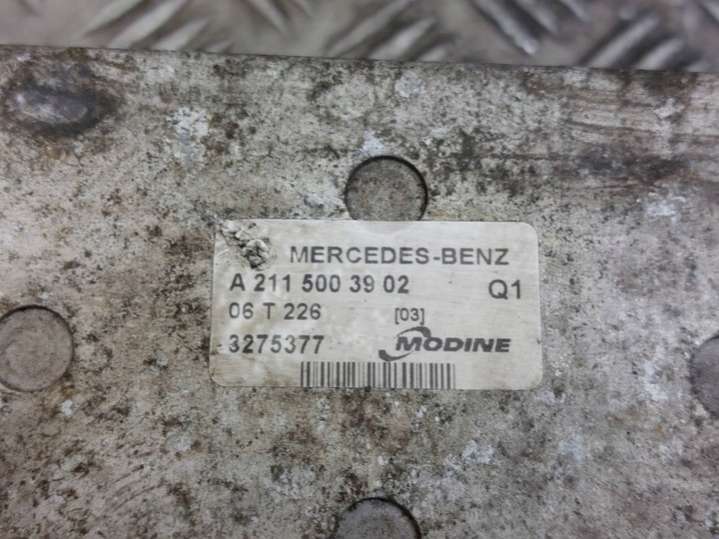 MERCEDES-BENZ
A 211 500 39 02 Q1
06 T 226 [03]
3275377 MODINE